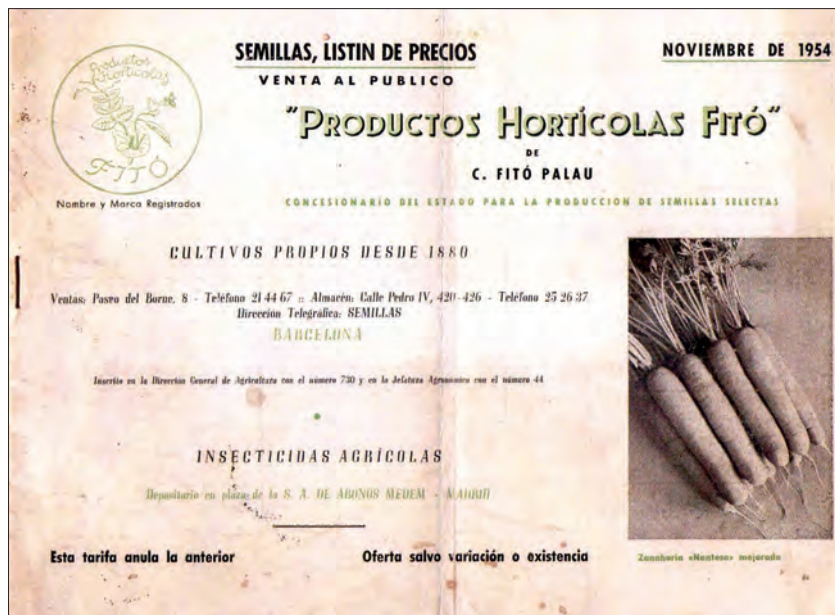 Productos
Hortícolas
FITÓ
Nombre y Marca Registrados
SEMILLAS, LISTIN DE PRECIOS
VENTA AL PUBLICO
NOVIEMBRE DE 1954
"PRODUCTOS HORTÍCOLAS FITÓ"
DE
C. FITÓ PALAU
CONCESIONARIO DEL ESTADO PARA LA PRODUCCION DE SEMILLAS SELECTAS
CULTIVOS PROPIOS DESDE 1880
Ventas: Paseo del Borne, 8 - Teléfono 21 44 67 :: Almacén: Calle Pedro IV, 420-426 - Teléfono 25 26 37
Dirección Telegráfica: SEMILLAS
BARCELONA
Inscrito en la Dirección General de Agricultura con el número 730 y en la Jefatura Agronómica con el número 44
INSECTICIDAS AGRÍCOLAS
Depositario en plaza de la S. A. DE ABONOS MEDEM - MADRID
Esta tarifa anula la anterior
Oferta salvo variación o existencia
Zanahoria «Nantesa» mejorada